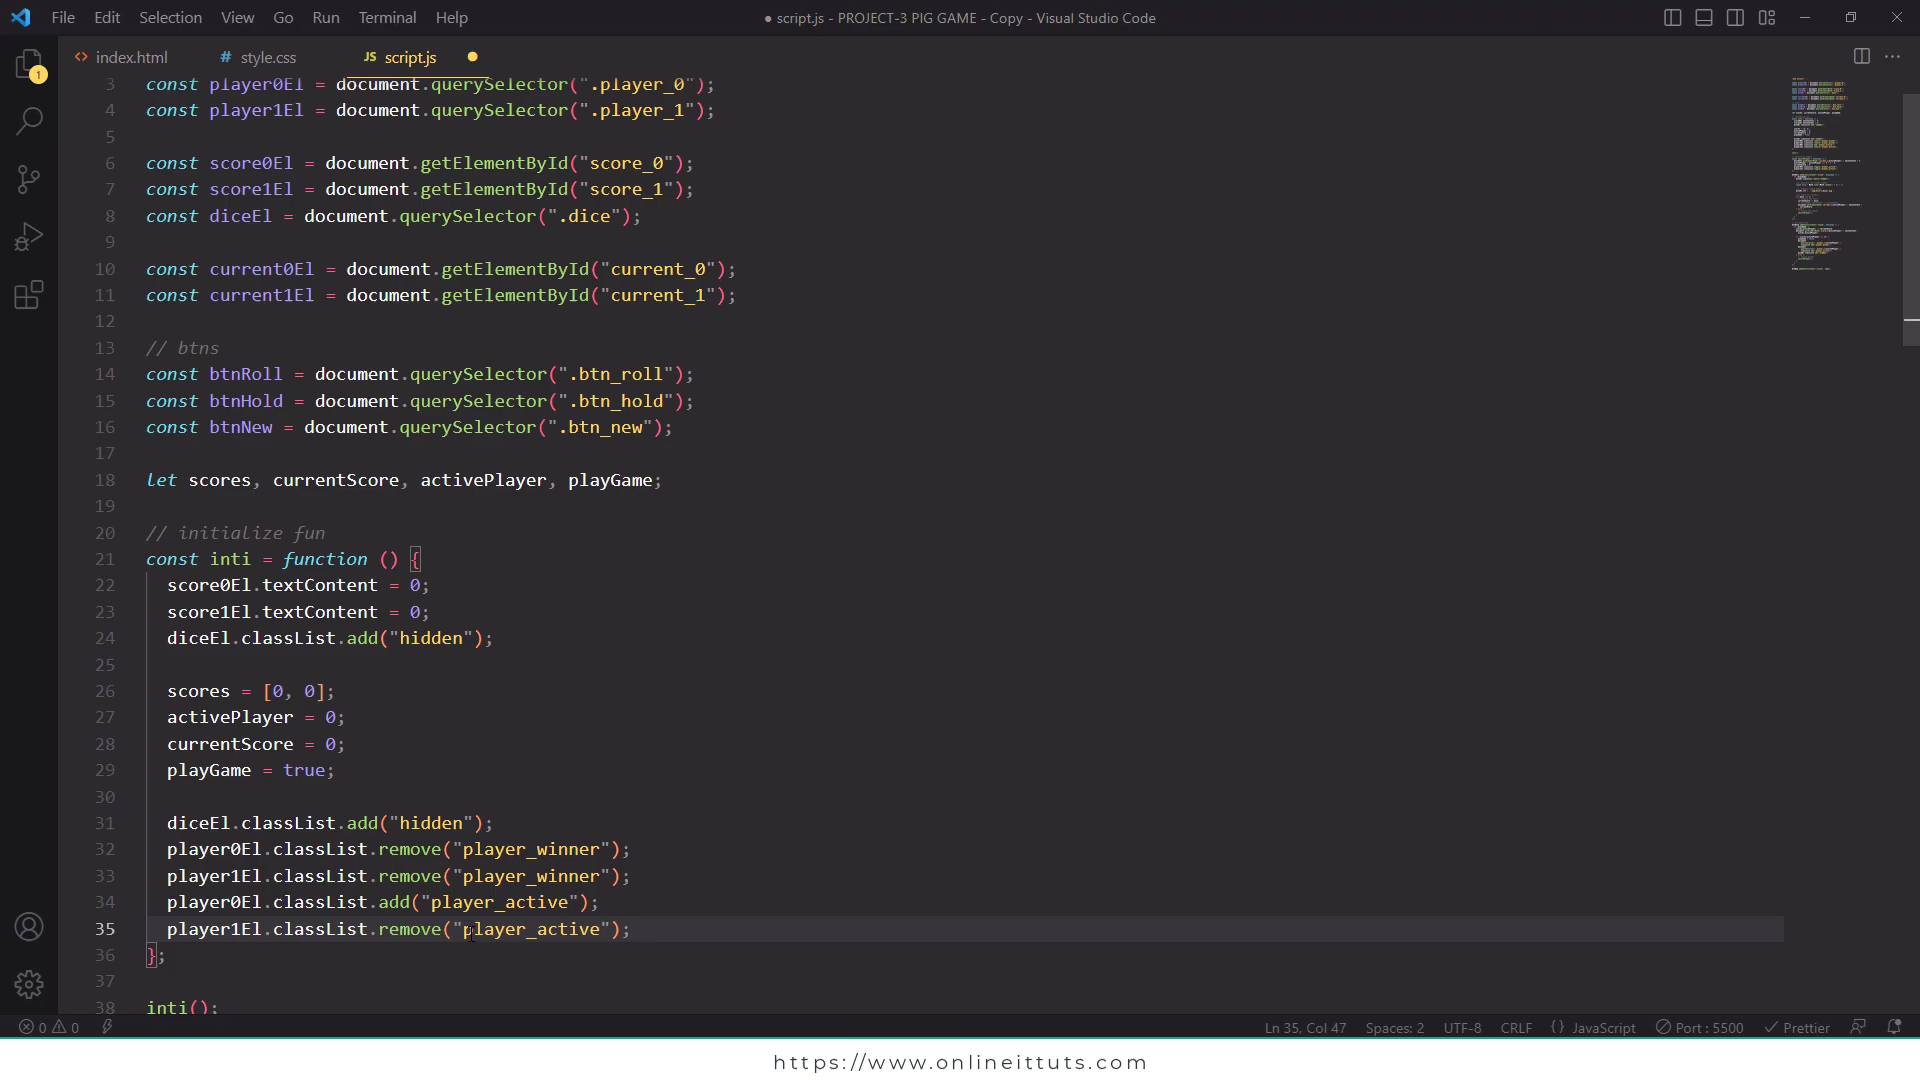 File Edit Selection View Go Run Terminal Help
● script.js - PROJECT-3 PIG GAME - Copy - Visual Studio Code
<> index.html # style.css JS script.js
1
3 const player0El = document.querySelector(".player_0");
4 const player1El = document.querySelector(".player_1");
5
6 const score0El = document.getElementById("score_0");
7 const score1El = document.getElementById("score_1");
8 const diceEl = document.querySelector(".dice");
9
10 const current0El = document.getElementById("current_0");
11 const current1El = document.getElementById("current_1");
12
13 // btns
14 const btnRoll = document.querySelector(".btn_roll");
15 const btnHold = document.querySelector(".btn_hold");
16 const btnNew = document.querySelector(".btn_new");
17
18 let scores, currentScore, activePlayer, playGame;
19
20 // initialize fun
21 const inti = function () {
22 score0El.textContent = 0;
23 score1El.textContent = 0;
24 diceEl.classList.add("hidden");
25
26 scores = [0, 0];
27 activePlayer = 0;
28 currentScore = 0;
29 playGame = true;
30
31 diceEl.classList.add("hidden");
32 player0El.classList.remove("player_winner");
33 player1El.classList.remove("player_winner");
34 player0El.classList.add("player_active");
35 player1El.classList.remove("player_active");
36 };
37
38 inti();
0 0 Ln 35, Col 47 Spaces: 2 UTF-8 CRLF {} JavaScript Port : 5500 Prettier
https://www.onlineittuts.com